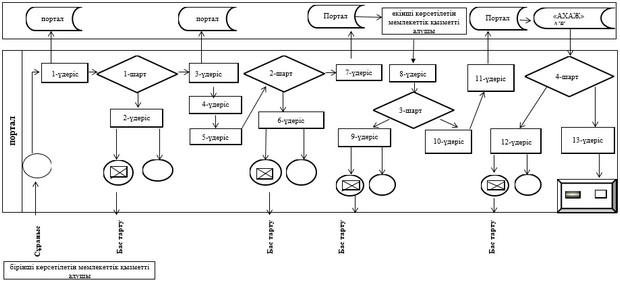 портал
портал
Портал
екінші көрсетілетін
мемлекеттік қызметті
алушы
Портал
«АХАЖ»
портал
1-үдеріс
1-шарт
2-үдеріс
3-үдеріс
4-үдеріс
5-үдеріс
2-шарт
6-үдеріс
7-үдеріс
8-үдеріс
3-шарт
9-үдеріс
10-үдеріс
11-үдеріс
4-шарт
12-үдеріс
13-үдеріс
Сұраныс
Бас тарту
Бас тарту
Бас тарту
Бас тарту
бірінші көрсетілетін мемлекеттік қызметті
алушы